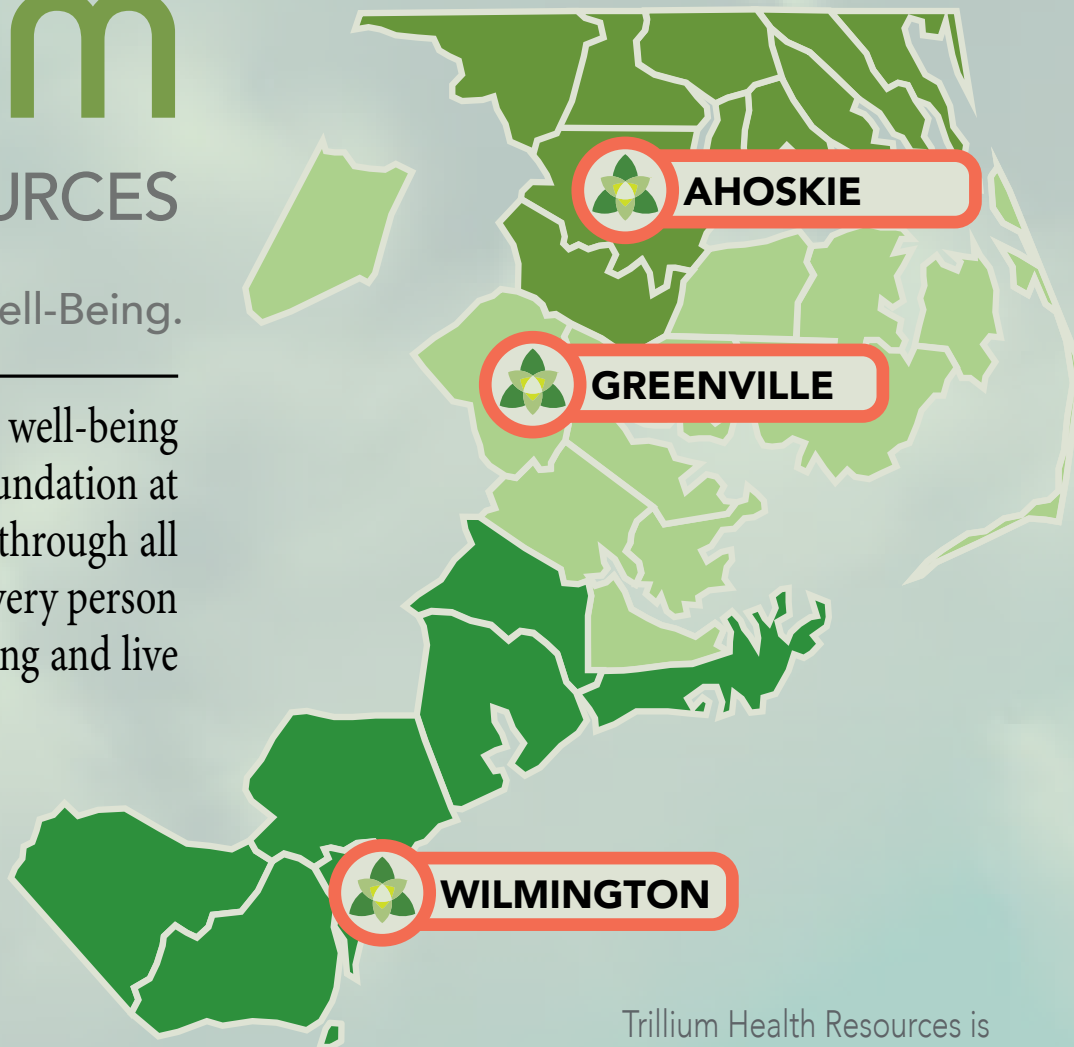 m
URCES
ell-Being.
well-being
undation at
through all
very person
ng and live
AHOSKIE
GREENVILLE
WILMINGTON
Trillium Health Resources is